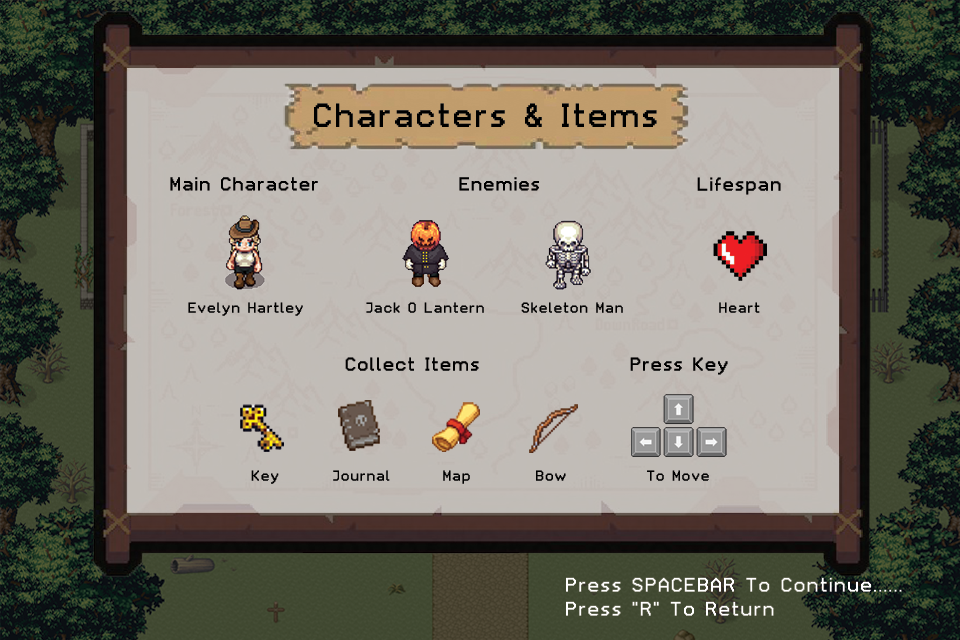 Characters & Items
Main Character
Enemies
Lifespan
Evelyn Hartley
Jack O Lantern
Skeleton Man
Heart
Collect Items
Press Key
Key
Journal
Map
Bow
To Move
Press SPACEBAR To Continue......
Press "R" To Return